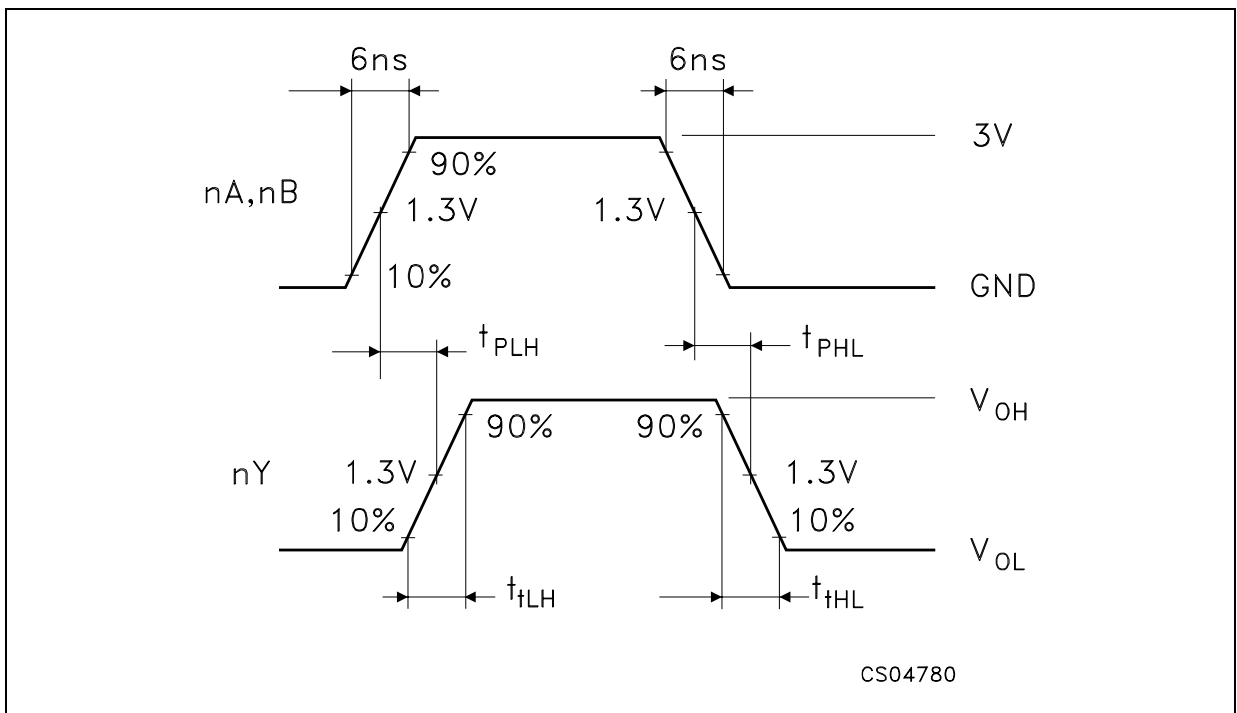 6ns 6ns
3V
90%
nA,nB
1.3V 1.3V
10%
GND
tPLH tPHL
VOH
90% 90%
nY 1.3V 1.3V
10% 10%
VOL
ttLH ttHL
CS04780